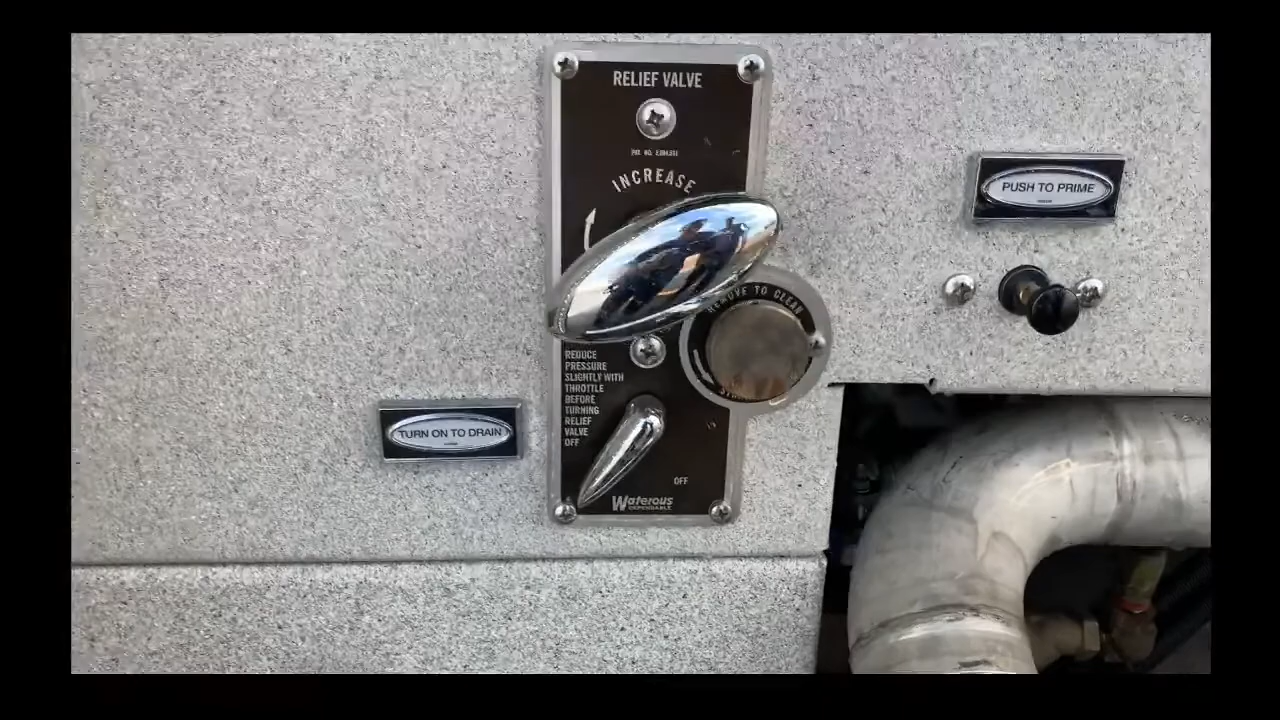 RELIEF VALVE
INCREASE
PUSH TO PRIME
REMOVE TO CLEAN
REDUCE
PRESSURE
SLIGHTLY WITH
THROTTLE
BEFORE
TURNING
RELIEF
VALVE
OFF
TURN ON TO DRAIN
OFF
Waterous
DEPENDABLE